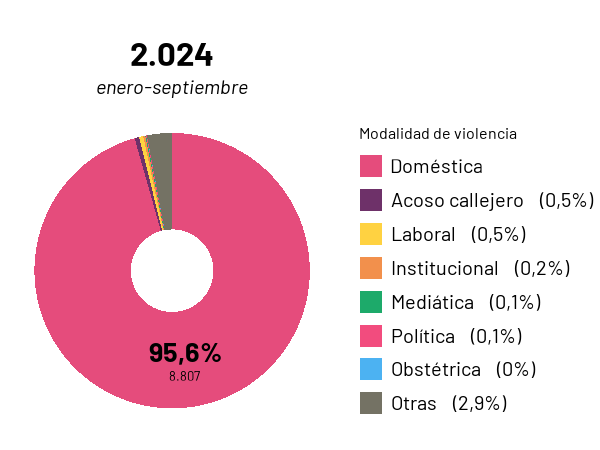 2.024
enero-septiembre
Modalidad de violencia
Doméstica
Acoso callejero (0,5%)
Laboral (0,5%)
Institucional (0,2%)
Mediática (0,1%)
Política (0,1%)
Obstétrica (0%)
Otras (2,9%)
95,6%
8.807